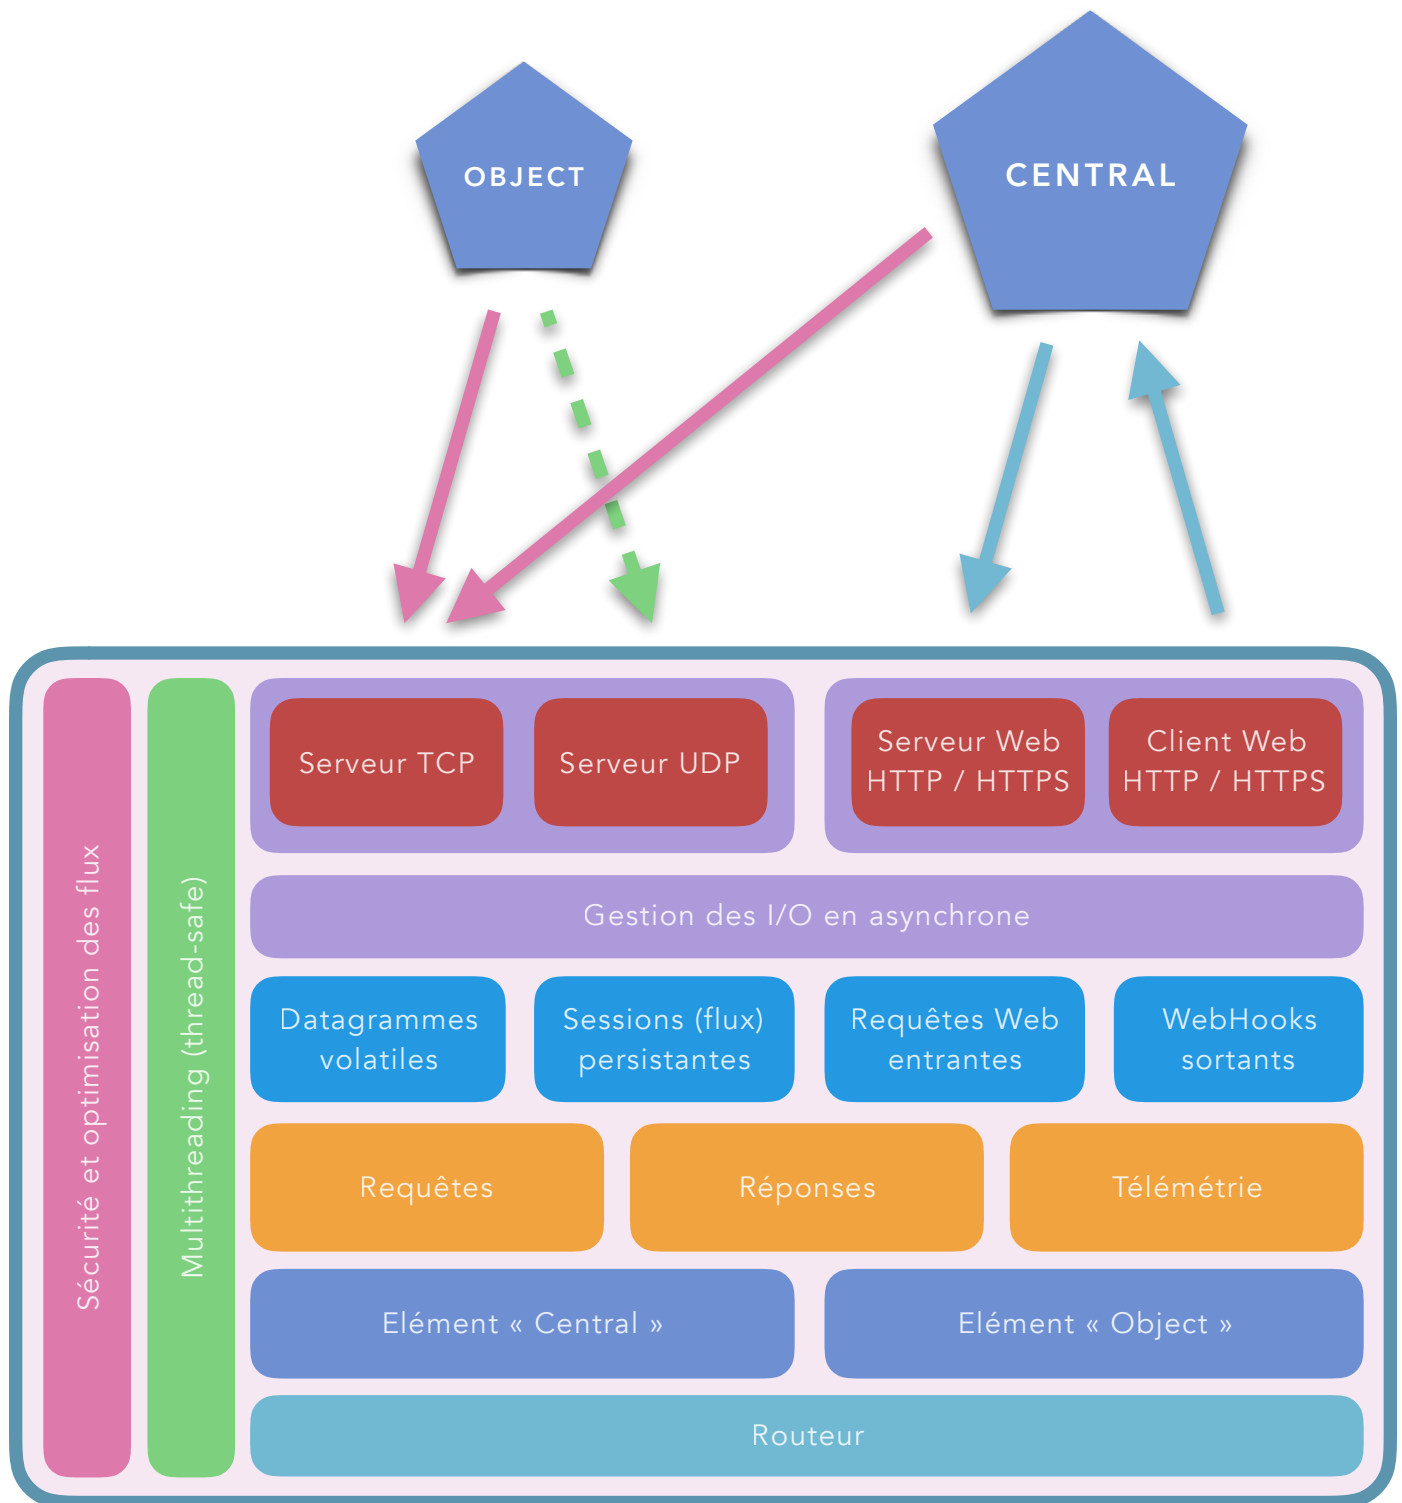 OBJECT
CENTRAL
Sécurité et optimisation des flux
Multithreading (thread-safe)
Serveur TCP
Serveur UDP
Serveur Web
HTTP / HTTPS
Client Web
HTTP / HTTPS
Gestion des I/O en asynchrone
Datagrammes
volatiles
Sessions (flux)
persistantes
Requêtes Web
entrantes
WebHooks
sortants
Requêtes
Réponses
Télémétrie
Elément « Central »
Elément « Object »
Routeur